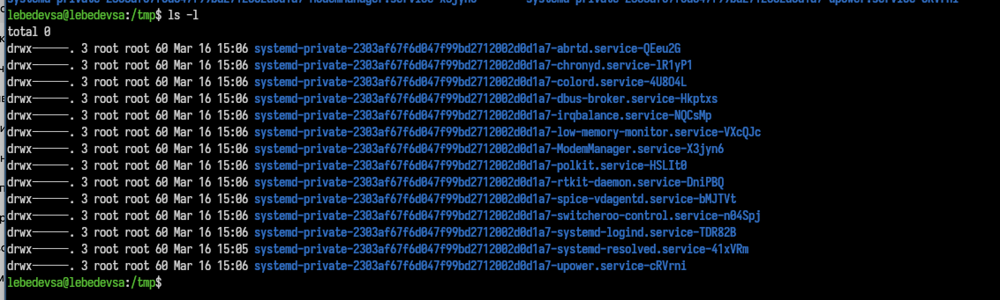 lebedevsa@lebedevsa:/tmp$ ls -l
total 0
drwx------. 3 root root 60 Mar 16 15:06 systemd-private-2303af67f6d047f99bd2712002d0d1a7-abrtd.service-QEeu2G
drwx------. 3 root root 60 Mar 16 15:06 systemd-private-2303af67f6d047f99bd2712002d0d1a7-chronyd.service-lR1yP1
drwx------. 3 root root 60 Mar 16 15:06 systemd-private-2303af67f6d047f99bd2712002d0d1a7-colord.service-4U8O4L
drwx------. 3 root root 60 Mar 16 15:06 systemd-private-2303af67f6d047f99bd2712002d0d1a7-dbus-broker.service-Hkptxs
drwx------. 3 root root 60 Mar 16 15:06 systemd-private-2303af67f6d047f99bd2712002d0d1a7-irqbalance.service-NQCsMp
drwx------. 3 root root 60 Mar 16 15:06 systemd-private-2303af67f6d047f99bd2712002d0d1a7-low-memory-monitor.service-VXcQJc
drwx------. 3 root root 60 Mar 16 15:06 systemd-private-2303af67f6d047f99bd2712002d0d1a7-ModemManager.service-X3jyn6
drwx------. 3 root root 60 Mar 16 15:06 systemd-private-2303af67f6d047f99bd2712002d0d1a7-polkit.service-HSLIt0
drwx------. 3 root root 60 Mar 16 15:06 systemd-private-2303af67f6d047f99bd2712002d0d1a7-rtkit-daemon.service-DniPBQ
drwx------. 3 root root 60 Mar 16 15:06 systemd-private-2303af67f6d047f99bd2712002d0d1a7-spice-vdagentd.service-bMJTVt
drwx------. 3 root root 60 Mar 16 15:06 systemd-private-2303af67f6d047f99bd2712002d0d1a7-switcheroo-control.service-n04Spj
drwx------. 3 root root 60 Mar 16 15:06 systemd-private-2303af67f6d047f99bd2712002d0d1a7-systemd-logind.service-TDR82B
drwx------. 3 root root 60 Mar 16 15:05 systemd-private-2303af67f6d047f99bd2712002d0d1a7-systemd-resolved.service-41xVRm
drwx------. 3 root root 60 Mar 16 15:06 systemd-private-2303af67f6d047f99bd2712002d0d1a7-upower.service-cRVrni
lebedevsa@lebedevsa:/tmp$